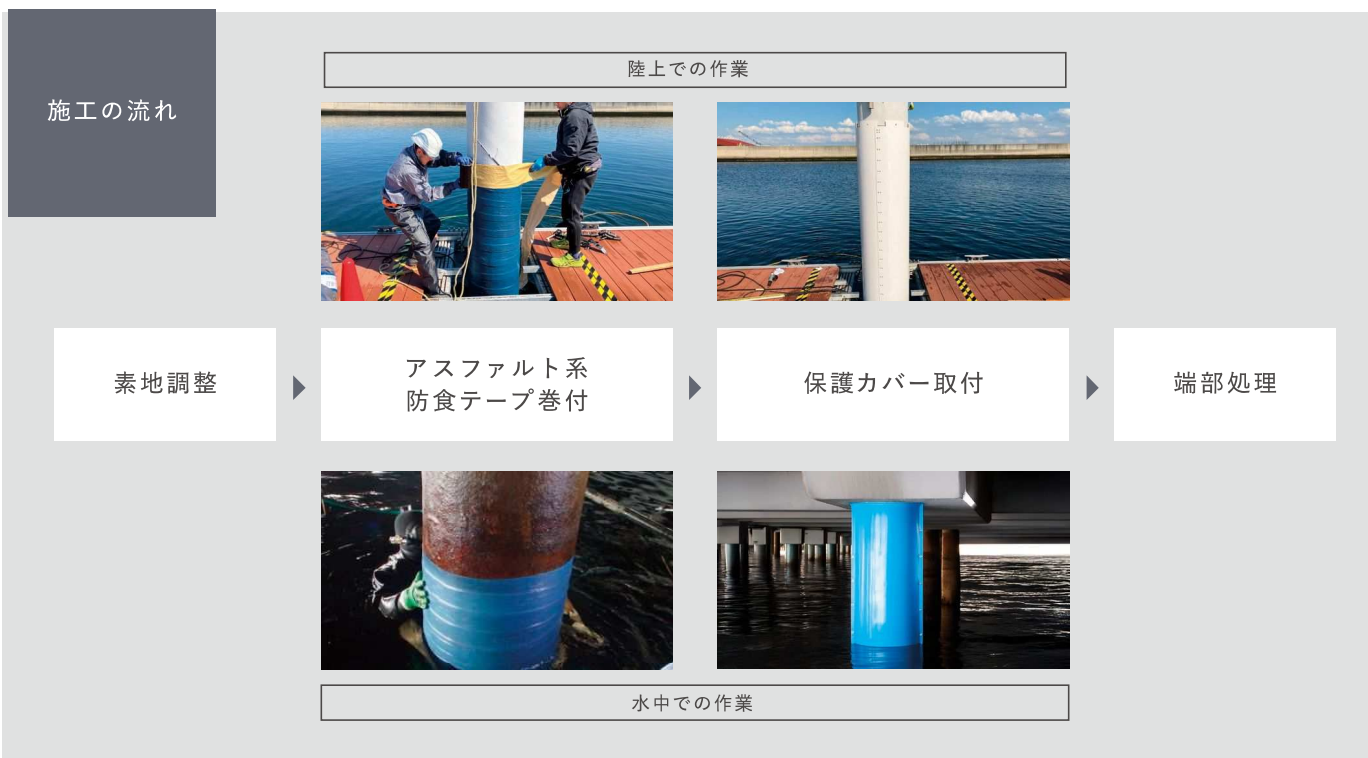 施工の流れ
陸上での作業
素地調整
アスファルト系
防食テープ巻付
保護カバー取付
端部処理
水中での作業